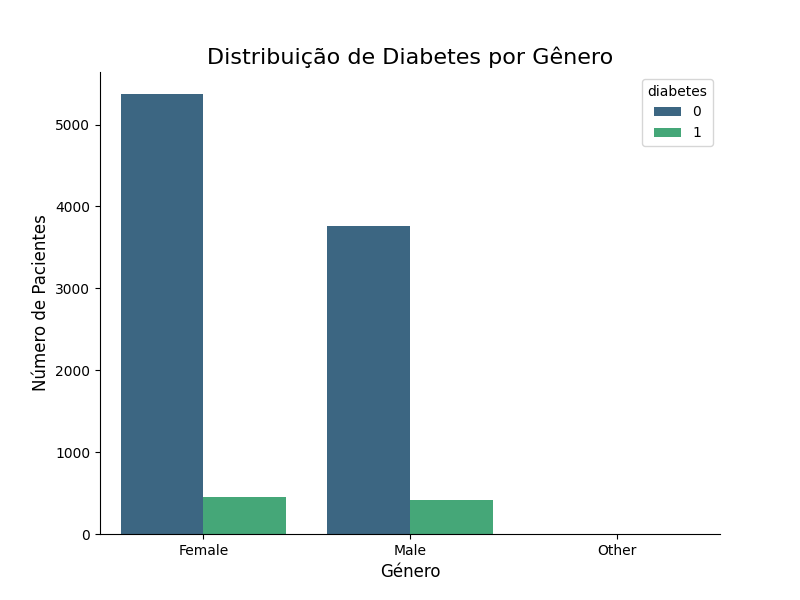 Distribuição de Diabetes por Gênero
diabetes
0
1
5000
4000
3000
2000
1000
0
Número de Pacientes
Female
Male
Other
Género